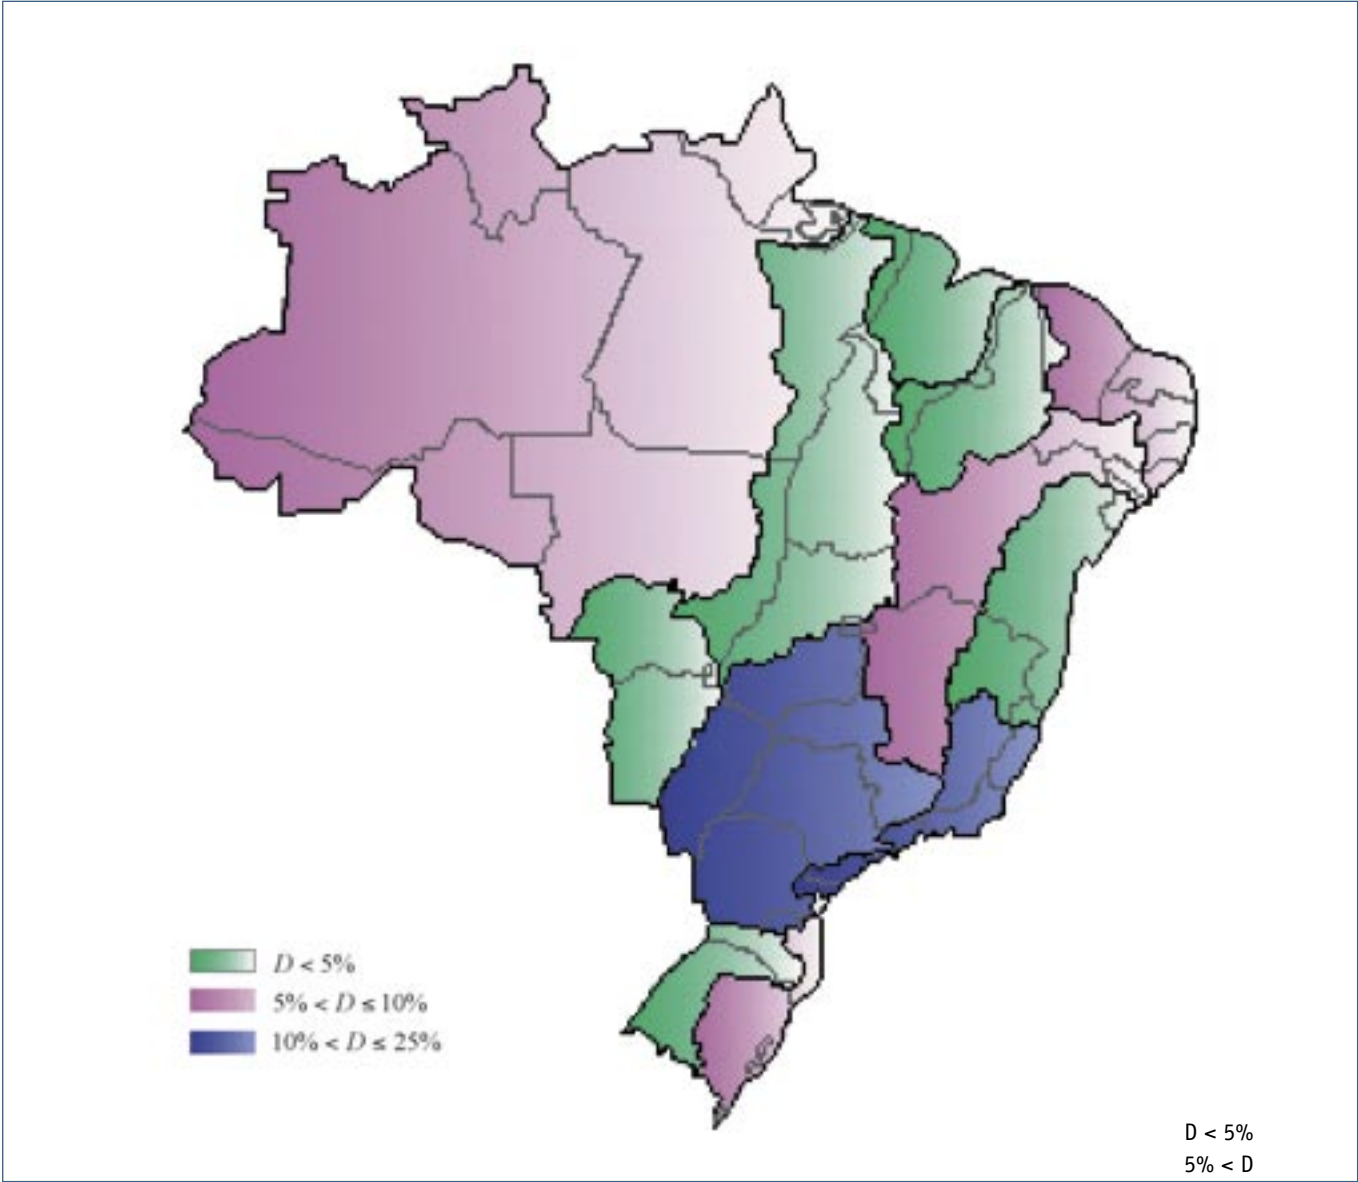 D < 5%
5% < D ≤ 10%
10% < D ≤ 25%
D < 5%
5% < D